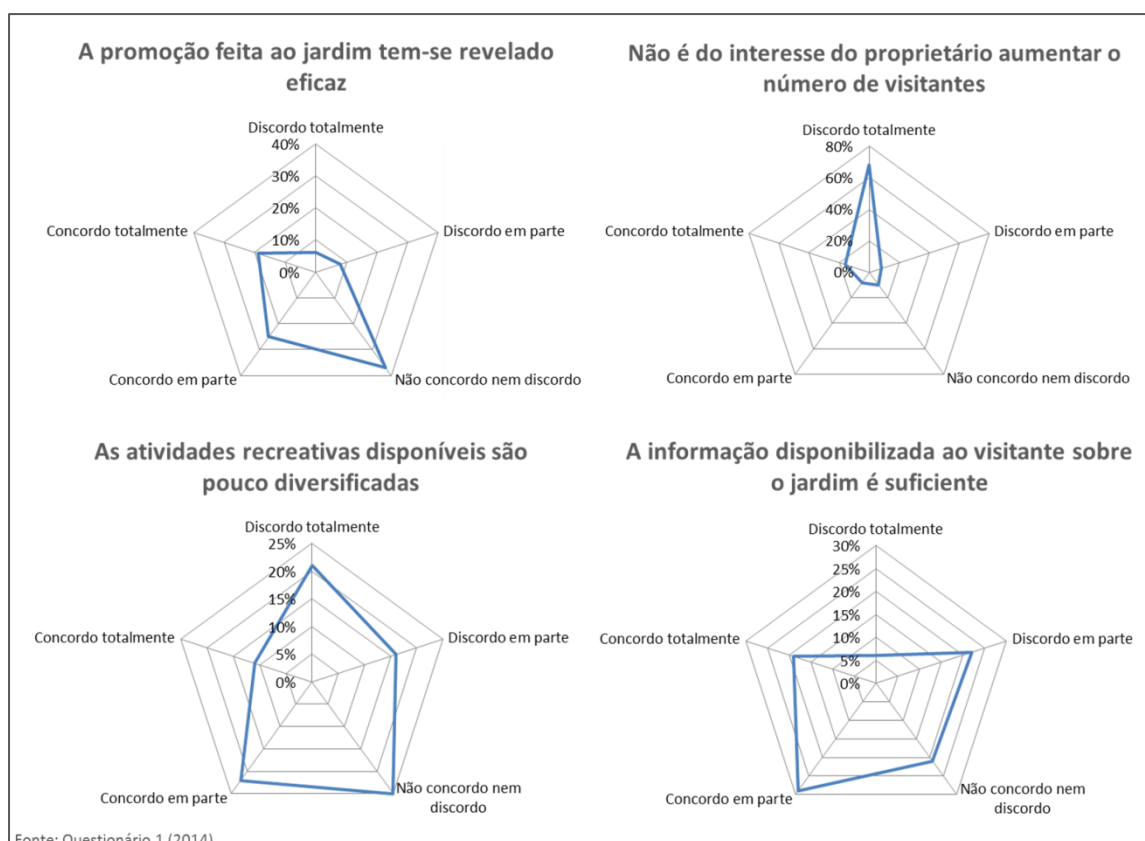 A promoção feita ao jardim tem-se revelado
eficaz
Discordo totalmente
40%
30%
20%
10%
0%
Discordo em parte
Não concordo nem discordo
Concordo em parte
Concordo totalmente
Não é do interesse do proprietário aumentar o
número de visitantes
Discordo totalmente
80%
60%
40%
20%
0%
Discordo em parte
Não concordo nem discordo
Concordo em parte
Concordo totalmente
As atividades recreativas disponíveis são
pouco diversificadas
Discordo totalmente
25%
20%
15%
10%
5%
0%
Discordo em parte
Não concordo nem
discordo
Concordo em parte
Concordo totalmente
A informação disponibilizada ao visitante sobre
o jardim é suficiente
Discordo totalmente
30%
25%
20%
15%
10%
5%
0%
Discordo em parte
Não concordo nem
discordo
Concordo em parte
Concordo totalmente
Fonte: Questionário 1 (2014)